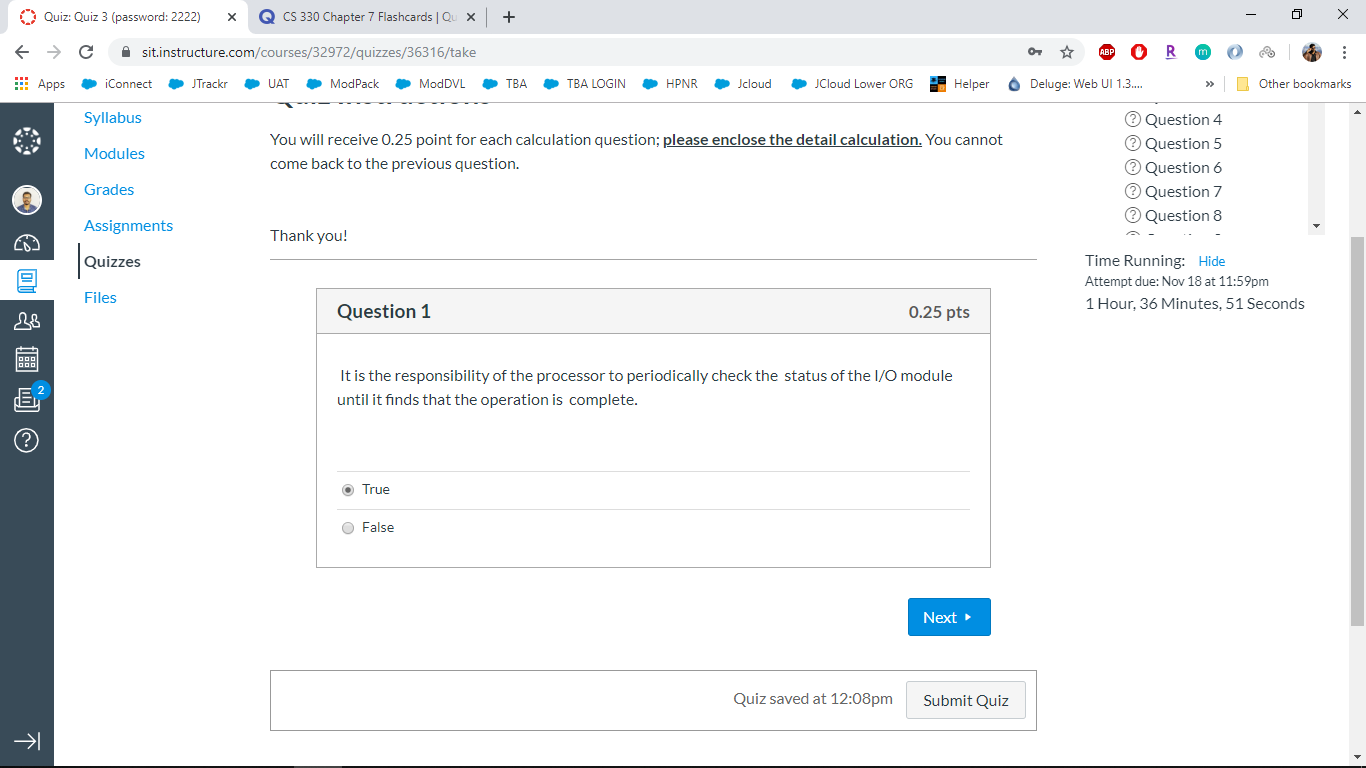 Quiz: Quiz 3 (password: 2222)
CS 330 Chapter 7 Flashcards | Qu
sit.instructure.com/courses/32972/quizzes/36316/take
ABP
R
m
Apps
iConnect
JTrackr
UAT
ModPack
ModDVL
TBA
TBA LOGIN
HPNR
Jcloud
JCloud Lower ORG
Helper
Deluge: Web UI 1.3....
»
Other bookmarks
2
Syllabus
Modules
Grades
Assignments
Quizzes
Files
Quiz Instructions
You will receive 0.25 point for each calculation question; please enclose the detail calculation. You cannot
come back to the previous question.
Thank you!
Question 1
0.25 pts
It is the responsibility of the processor to periodically check the status of the I/O module
until it finds that the operation is complete.
True
False
Next
Quiz saved at 12:08pm
Submit Quiz
Question 4
Question 5
Question 6
Question 7
Question 8
Time Running: Hide
Attempt due: Nov 18 at 11:59pm
1 Hour, 36 Minutes, 51 Seconds